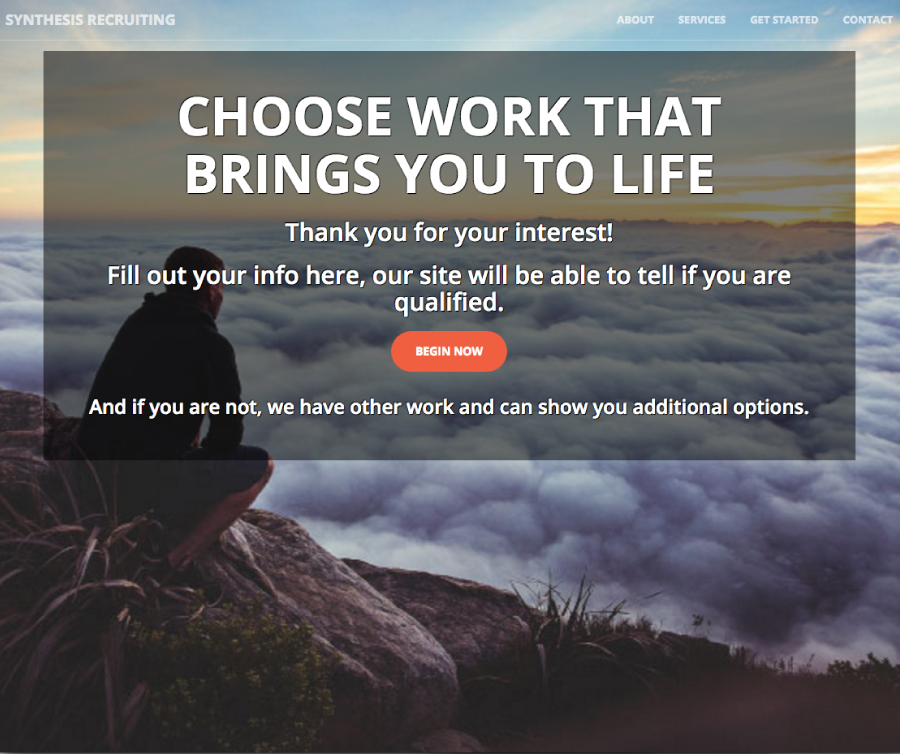 SYNTHESIS RECRUITING
ABOUT SERVICES GET STARTED CONTACT
CHOOSE WORK THAT
BRINGS YOU TO LIFE
Thank you for your interest!
Fill out your info here, our site will be able to tell if you are
qualified.
BEGIN NOW
And if you are not, we have other work and can show you additional options.